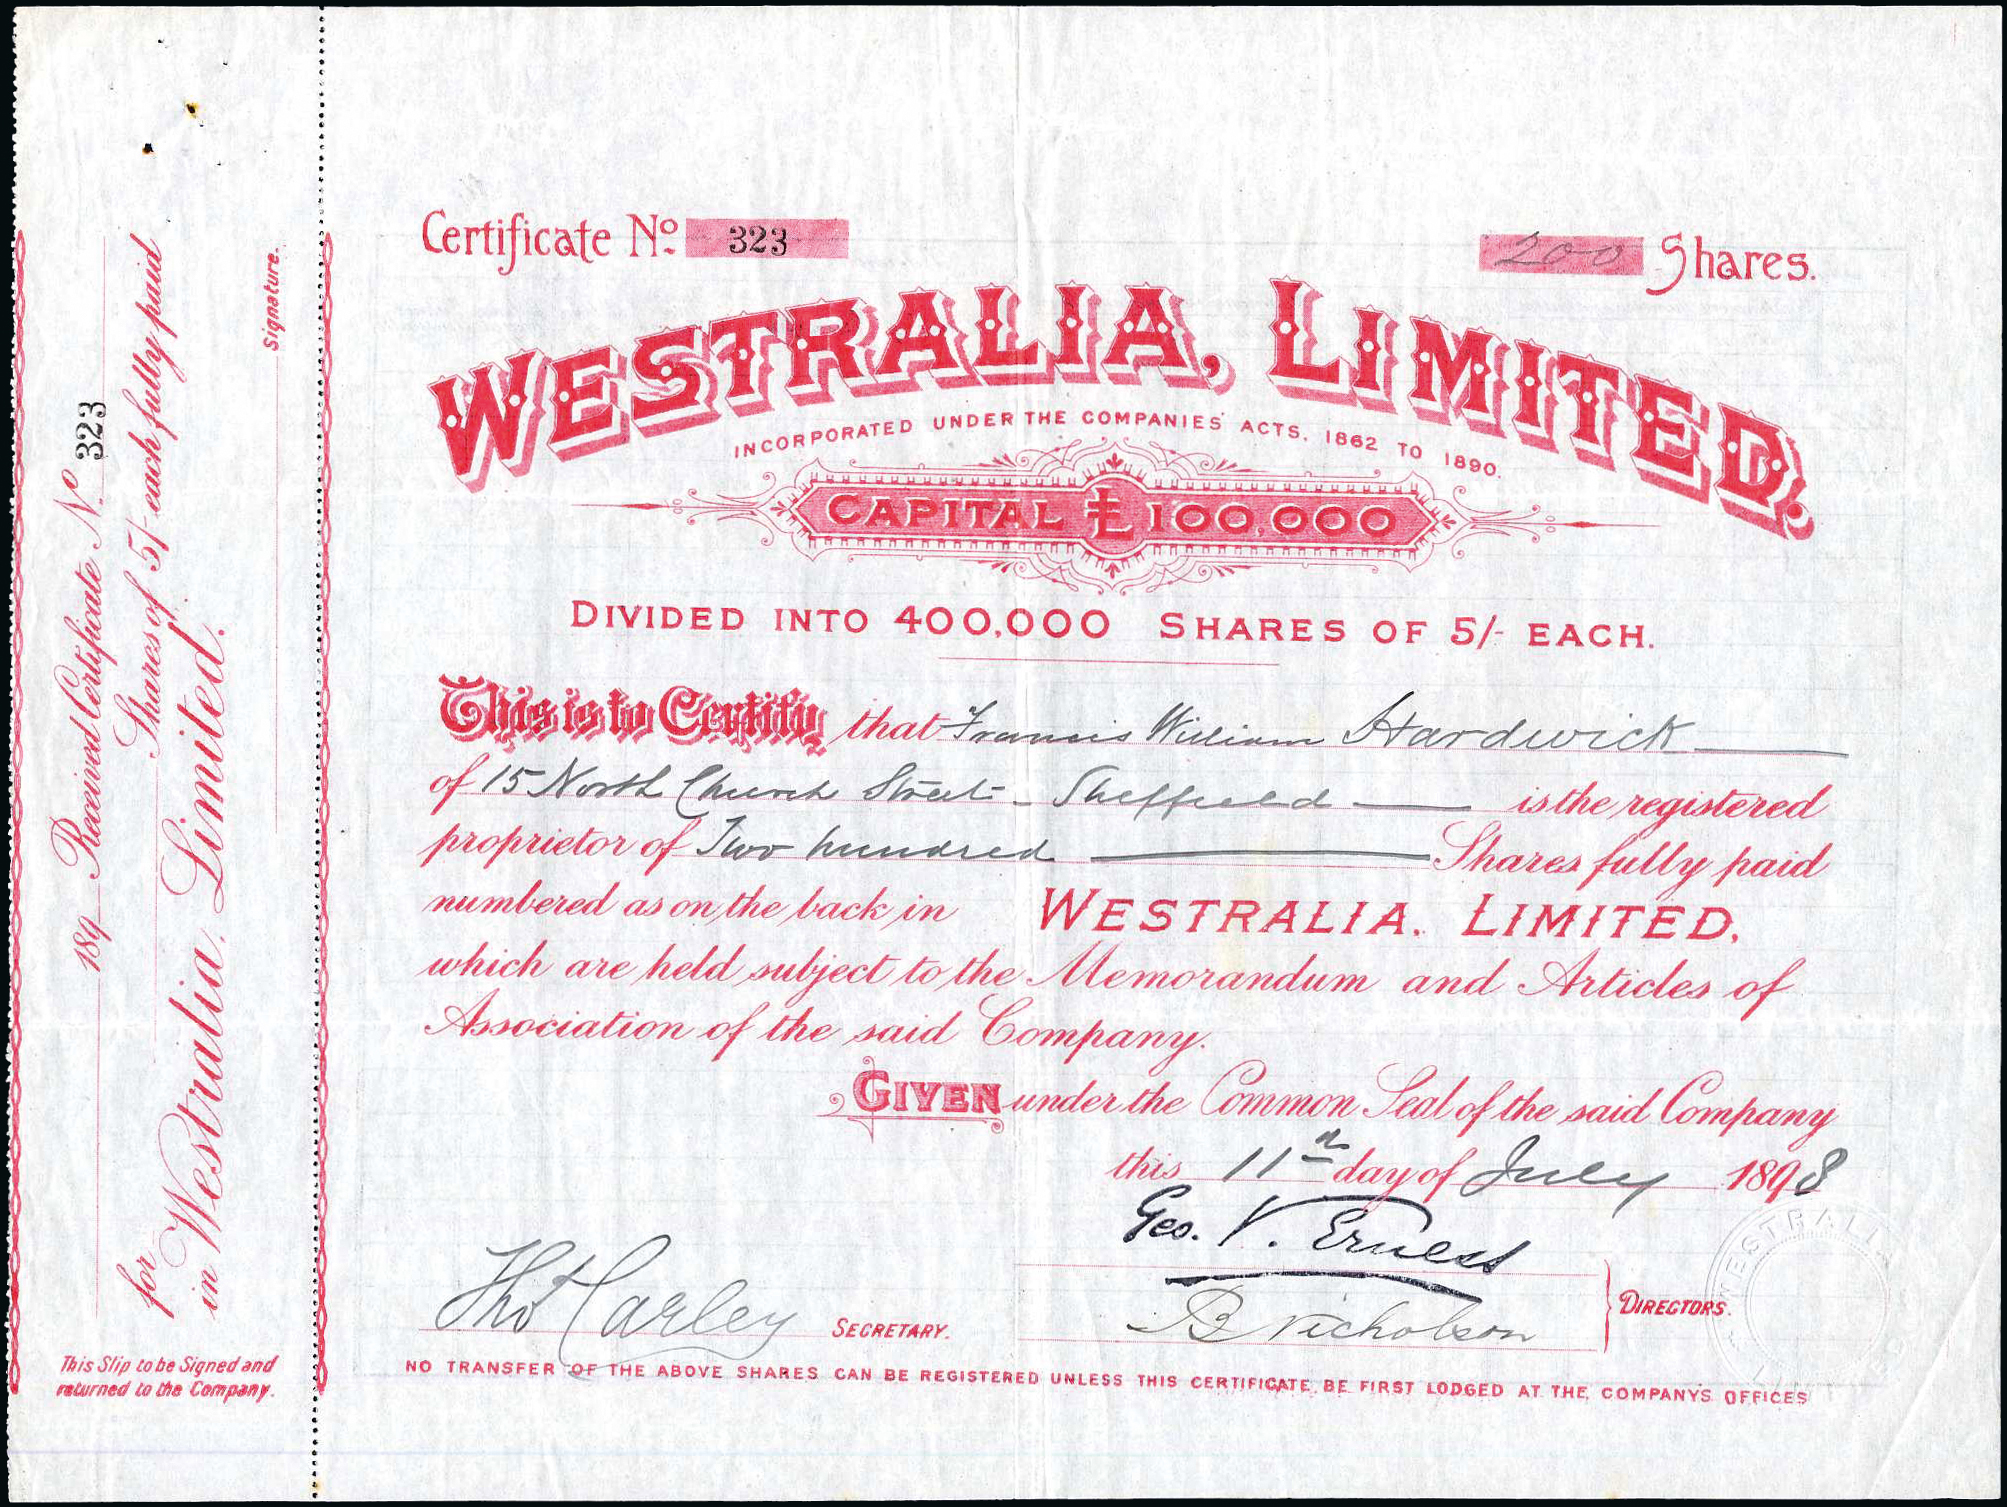 Certificate No. 323
200 Shares.
WESTRALIA, LIMITED.
INCORPORATED UNDER THE COMPANIES' ACTS, 1862 TO 1890.
CAPITAL £100,000
DIVIDED INTO 400,000 SHARES OF 5/- EACH.
This is to Certify that Francis William Hardwick
of 15 North Church Street - Sheffield is the registered
proprietor of Two hundred Shares fully paid
numbered as on the back in WESTRALIA, LIMITED,
which are held subject to the Memorandum and Articles of
Association of the said Company.
GIVEN under the Common Seal of the said Company
this 11th day of July 1898
Geo. V. Ernest
B Nicholson
DIRECTORS.
Thos Carley SECRETARY.
NO TRANSFER OF THE ABOVE SHARES CAN BE REGISTERED UNLESS THIS CERTIFICATE BE FIRST LODGED AT THE COMPANY'S OFFICES
189 Received Certificate No. 323
for Shares of 5/- each fully paid
in Westralia, Limited.
Signature.
This Slip to be Signed and
returned to the Company.
WESTRALIA
LIMITED